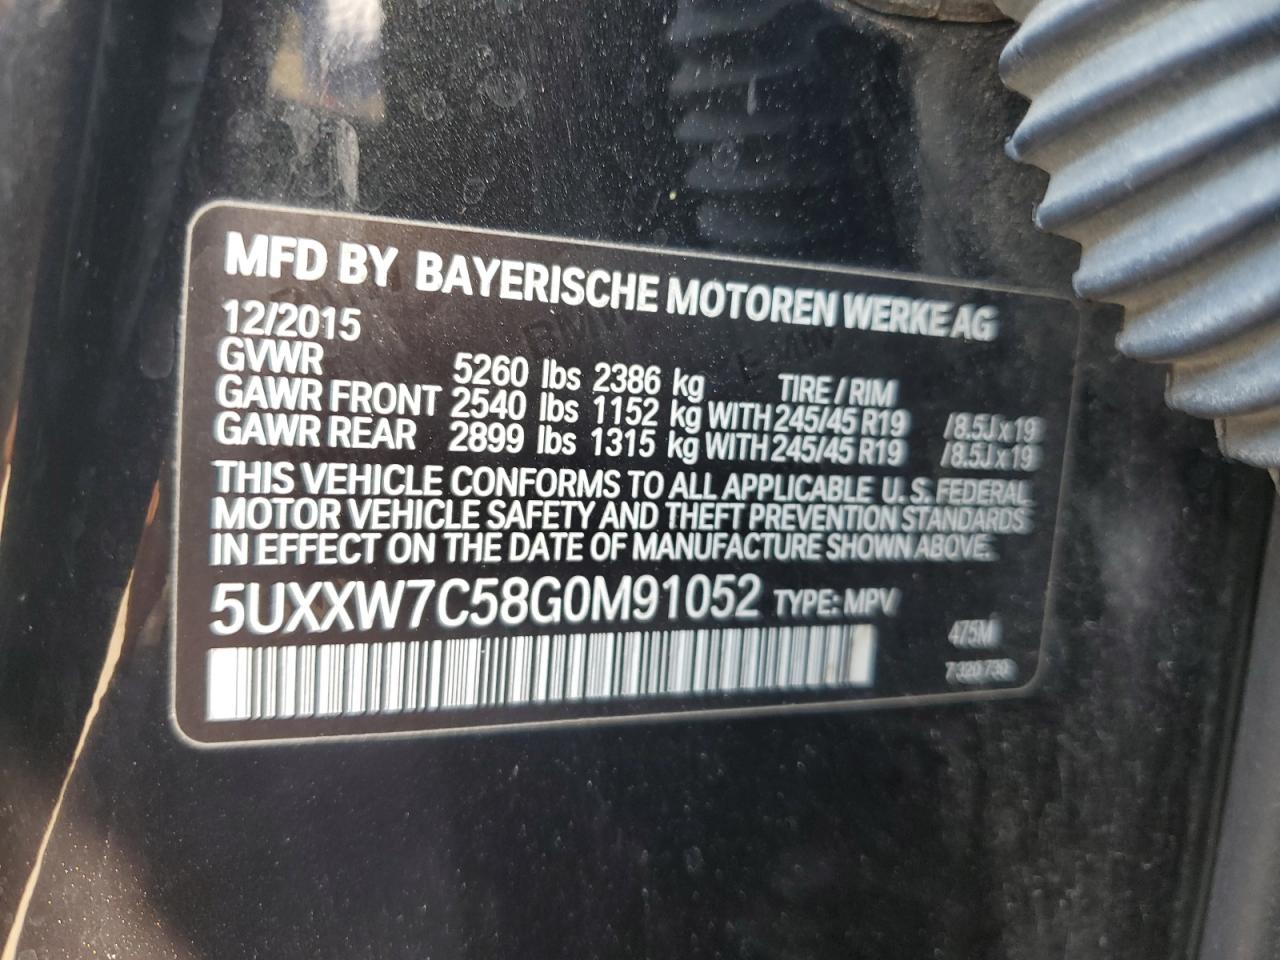 MFD BY BAYERISCHE MOTOREN WERKE AG
12/2015
GVWR 5260 lbs 2386 kg TIRE / RIM
GAWR FRONT 2540 lbs 1152 kg WITH 245/45 R19 /8.5J x 19
GAWR REAR 2899 lbs 1315 kg WITH 245/45 R19 /8.5J x 19
THIS VEHICLE CONFORMS TO ALL APPLICABLE U.S. FEDERAL
MOTOR VEHICLE SAFETY AND THEFT PREVENTION STANDARDS
IN EFFECT ON THE DATE OF MANUFACTURE SHOWN ABOVE.
5UXXW7C58G0M91052 TYPE: MPV
475M